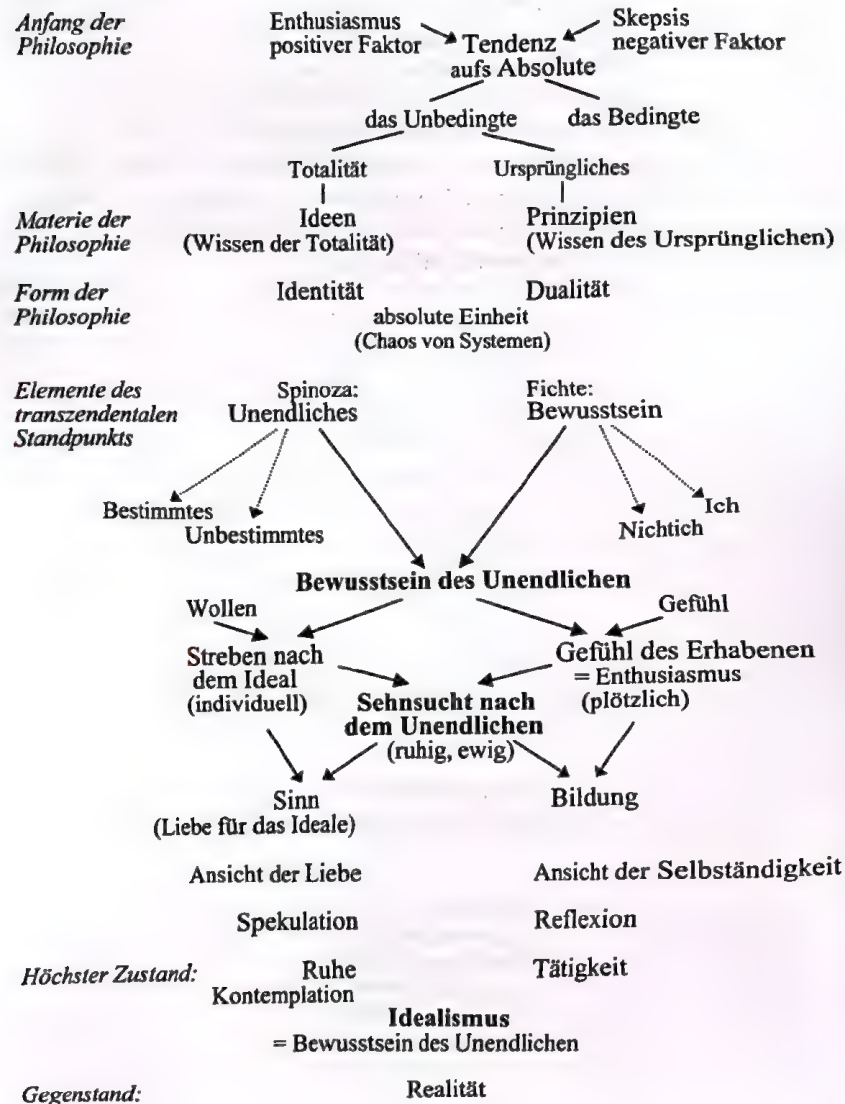 Anfang der
Philosophie
Enthusiasmus
positiver Faktor
Skepsis
negativer Faktor
Tendenz
aufs Absolute
das Unbedingte das Bedingte
Totalität Ursprüngliches
Materie der
Philosophie
Ideen
(Wissen der Totalität)
Prinzipien
(Wissen des Ursprünglichen)
Form der
Philosophie
Identität Dualität
absolute Einheit
(Chaos von Systemen)
Elemente des
transzendentalen
Standpunkts
Spinoza:
Unendliches
Fichte:
Bewusstsein
Bestimmtes
Unbestimmtes
Ich
Nichtich
Bewusstsein des Unendlichen
Wollen Gefühl
Streben nach
dem Ideal
(individuell)
Gefühl des Erhabenen
= Enthusiasmus
(plötzlich)
Sehnsucht nach
dem Unendlichen
(ruhig, ewig)
Sinn
(Liebe für das Ideale)
Bildung
Ansicht der Liebe Ansicht der Selbständigkeit
Spekulation Reflexion
Höchster Zustand: Ruhe Tätigkeit
Kontemplation
Idealismus
= Bewusstsein des Unendlichen
Gegenstand: Realität